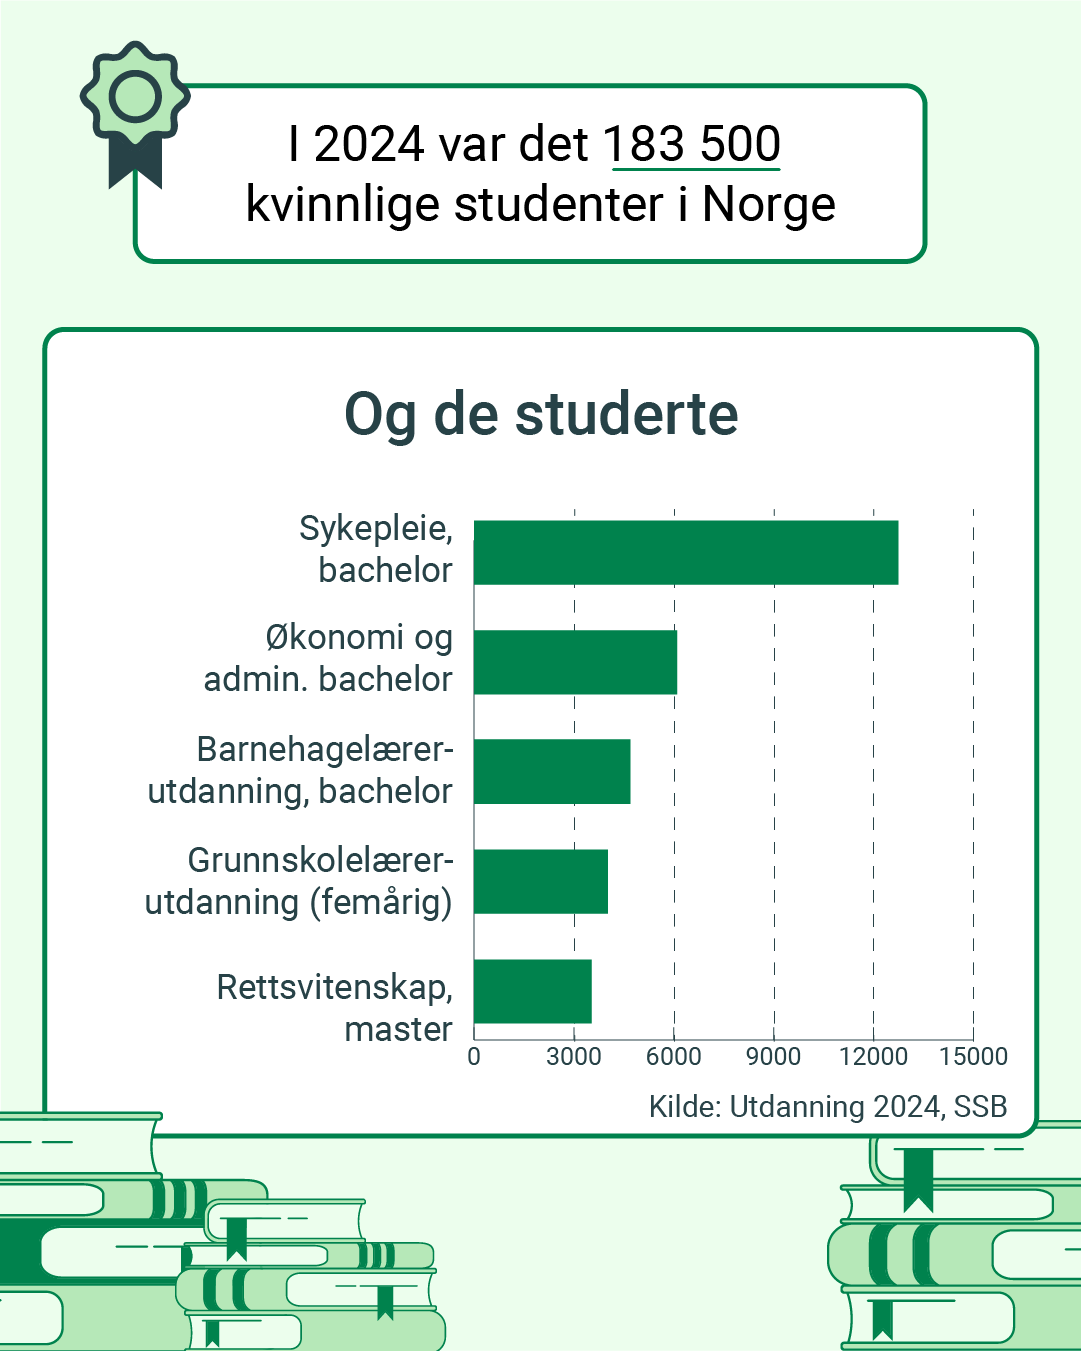 I 2024 var det 183 500
kvinnlige studenter i Norge
Og de studerte
Sykepleie,
bachelor
Økonomi og
admin. bachelor
Barnehagelærer-
utdanning, bachelor
Grunnskolelærer-
utdanning (femårig)
Rettsvitenskap,
master
0 3000 6000 9000 12000 15000
Kilde: Utdanning 2024, SSB